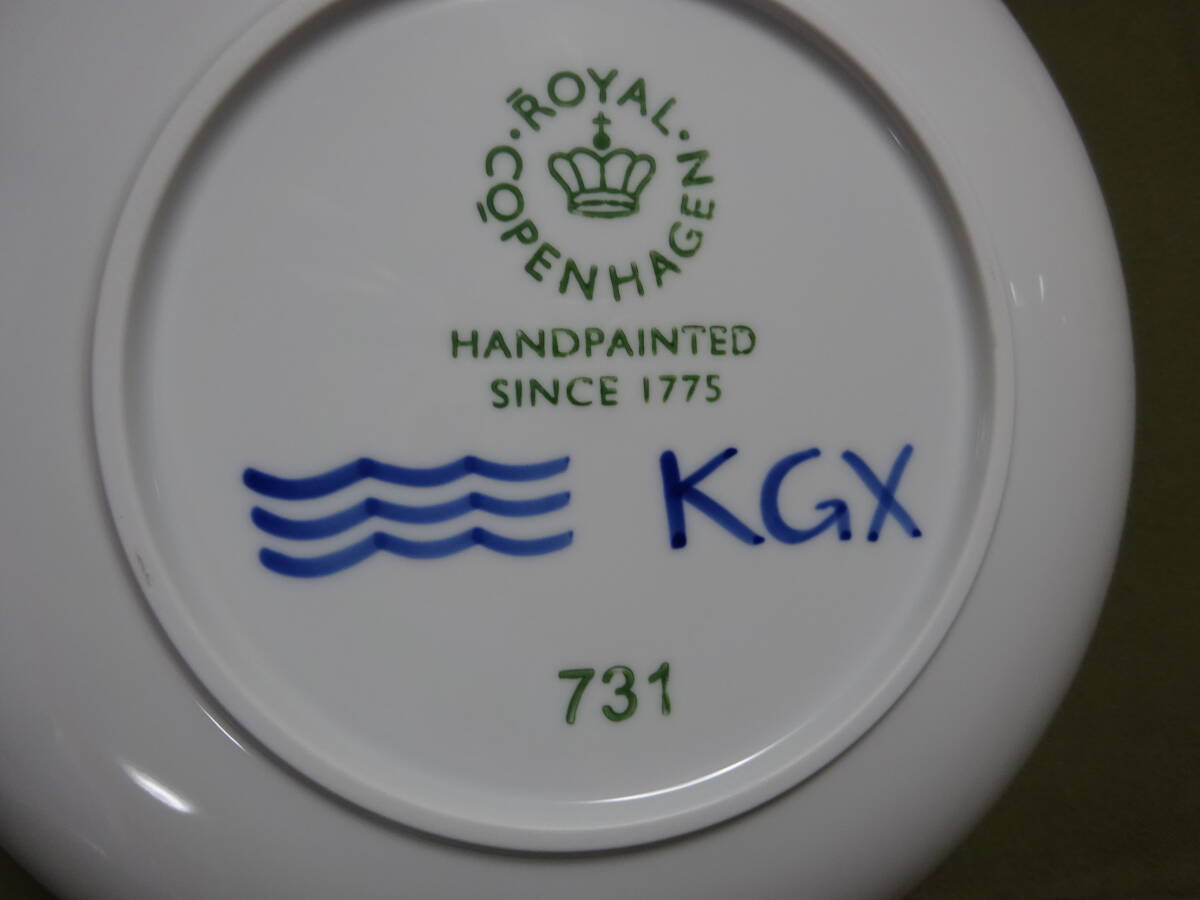 ROYAL · COPENHAGEN ·
HANDPAINTED
SINCE 1775
KGX
731